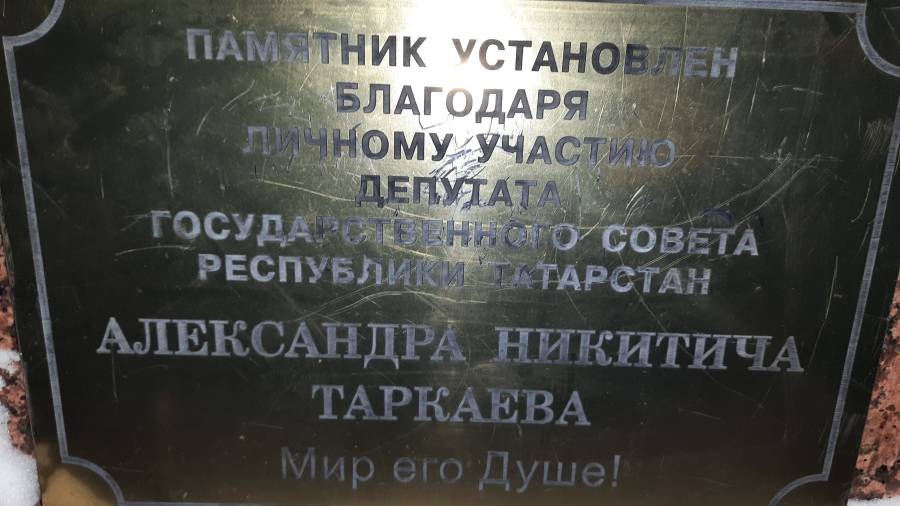 ПАМЯТНИК УСТАНОВЛЕН
БЛАГОДАРЯ
ЛИЧНОМУ УЧАСТИЮ
ДЕПУТАТА
ГОСУДАРСТВЕННОГО СОВЕТА
РЕСПУБЛИКИ ТАТАРСТАН
АЛЕКСАНДРА НИКИТИЧА
ТАРКАЕВА
Мир его Душе!